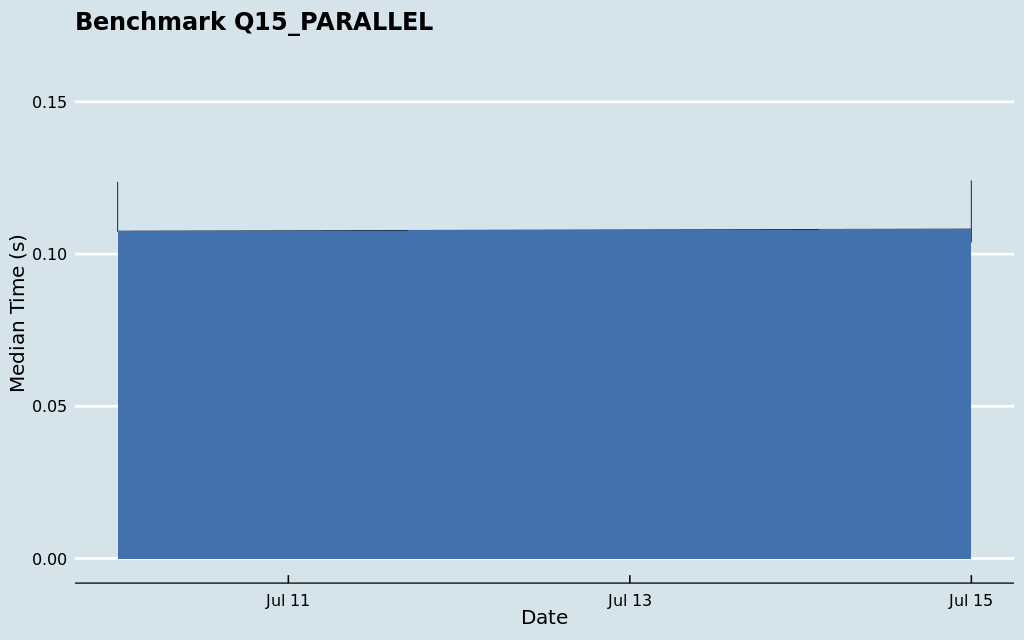 Benchmark Q15_PARALLEL
0.15
0.10
0.05
0.00
Median Time (s)
Jul 11
Jul 13
Jul 15
Date